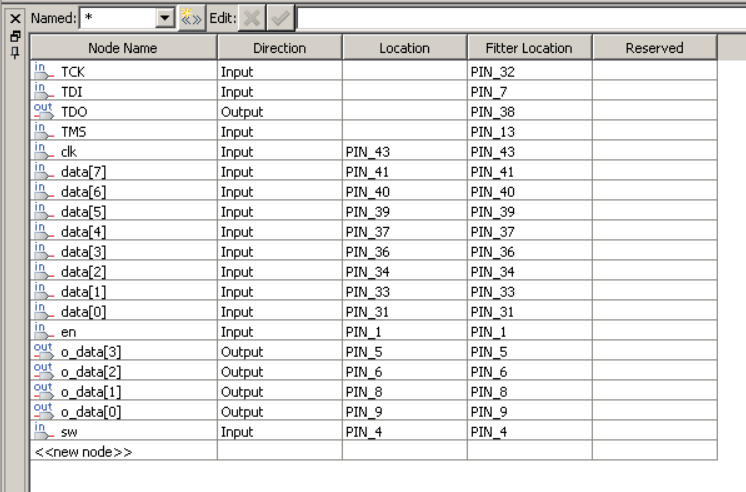 Named: * «» Edit:
Node Name Direction Location Fitter Location Reserved
in TCK Input PIN_32
in TDI Input PIN_7
out TDO Output PIN_38
in TMS Input PIN_13
in clk Input PIN_43 PIN_43
in data[7] Input PIN_41 PIN_41
in data[6] Input PIN_40 PIN_40
in data[5] Input PIN_39 PIN_39
in data[4] Input PIN_37 PIN_37
in data[3] Input PIN_36 PIN_36
in data[2] Input PIN_34 PIN_34
in data[1] Input PIN_33 PIN_33
in data[0] Input PIN_31 PIN_31
in en Input PIN_1 PIN_1
out o_data[3] Output PIN_5 PIN_5
out o_data[2] Output PIN_6 PIN_6
out o_data[1] Output PIN_8 PIN_8
out o_data[0] Output PIN_9 PIN_9
in sw Input PIN_4 PIN_4
<<new node>>